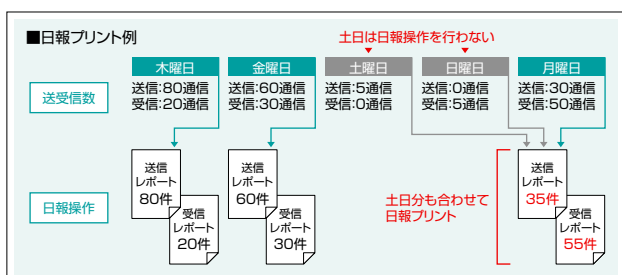 ■日報プリント例
土日は日報操作を行わない
木曜日
金曜日
土曜日
日曜日
月曜日
送受信数
送信:80通信
受信:20通信
送信:60通信
受信:30通信
送信:5通信
受信:0通信
送信:0通信
受信:5通信
送信:30通信
受信:50通信
日報操作
送信
レポート
80件
受信
レポート
20件
送信
レポート
60件
受信
レポート
30件
土日分も合わせて
日報プリント
送信
レポート
35件
受信
レポート
55件